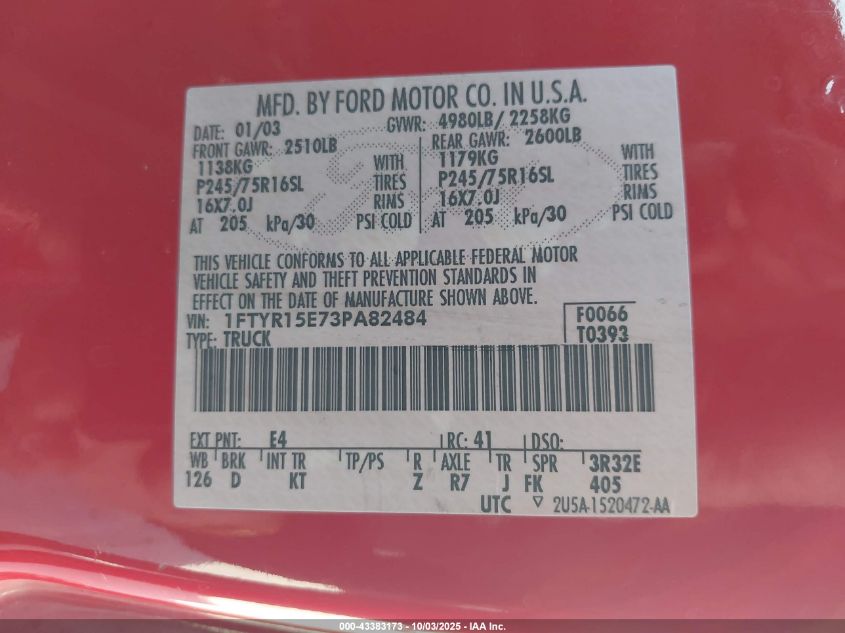 MFD. BY FORD MOTOR CO. IN U.S.A.
DATE: 01/03 GVWR: 4980LB/ 2258KG
FRONT GAWR: 2510LB REAR GAWR: 2600LB
1138KG WITH 1179KG WITH
P245/75R16SL TIRES P245/75R16SL TIRES
16X7.0J RIMS 16X7.0J RIMS
AT 205 kPa/30 PSI COLD AT 205 kPa/30 PSI COLD
THIS VEHICLE CONFORMS TO ALL APPLICABLE FEDERAL MOTOR
VEHICLE SAFETY AND THEFT PREVENTION STANDARDS IN
EFFECT ON THE DATE OF MANUFACTURE SHOWN ABOVE.
VIN: 1FTYR15E73PA82484 F0066
TYPE: TRUCK T0393
EXT PNT: E4 RC: 41 DSO:
WB BRK INT TR TP/PS R AXLE TR SPR 3R32E
126 D KT Z R7 J FK 405
UTC ▽ 2U5A-1520472-AA
000-43383173 - 10/03/2025 - IAA Inc.